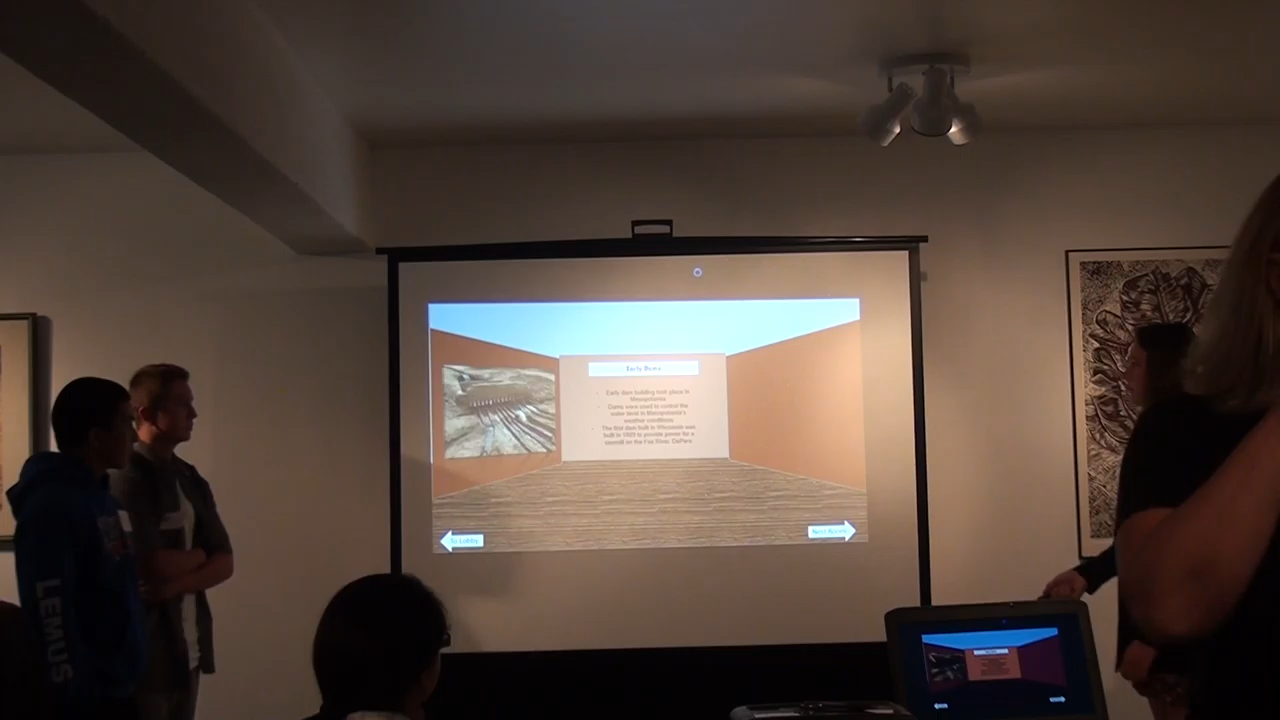 Early Dams
• Early dam building took place in
Mesopotamia
• Dams were used to control the
water level in Mesopotamia's
weather conditions
• The first dam built in Wisconsin was
built in 1809 to provide power for a
sawmill on the Fox River: DePere
To Lobby
Next Room
LEMUS